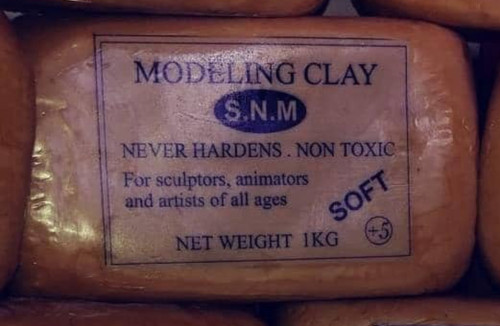 MODELING CLAY
S.N.M
NEVER HARDENS . NON TOXIC
For sculptors, animators
and artists of all ages
SOFT
NET WEIGHT 1KG
+5